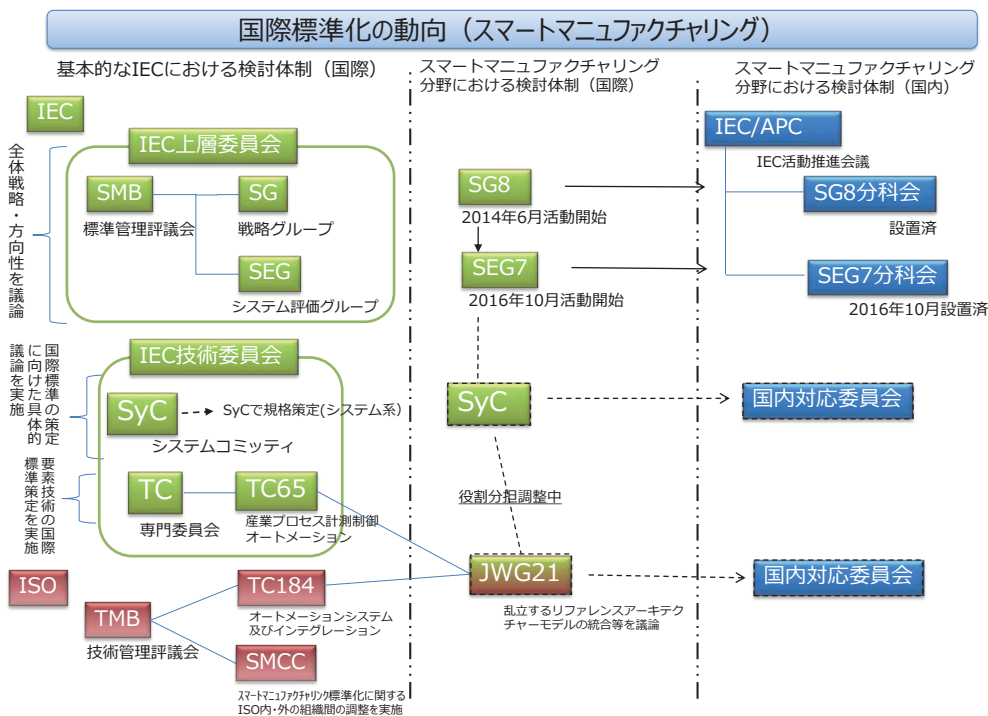 国際標準化の動向（スマートマニュファクチャリング）
基本的なIECにおける検討体制（国際）
スマートマニュファクチャリング
分野における検討体制（国際）
スマートマニュファクチャリング
分野における検討体制（国内）
IEC
全体戦略・方向性を議論
IEC上層委員会
SMB
標準管理評議会
SG
戦略グループ
SEG
システム評価グループ
SG8
2014年6月活動開始
SEG7
2016年10月活動開始
IEC/APC
IEC活動推進会議
SG8分科会
設置済
SEG7分科会
2016年10月設置済
国際標準の策定
に向けた具体的
議論を実施
IEC技術委員会
SyC
SyCで規格策定(システム系)
システムコミッティ
SyC
国内対応委員会
要素技術の国際
標準策定を実施
TC
専門委員会
TC65
産業プロセス計測制御
オートメーション
役割分担調整中
ISO
TMB
技術管理評議会
TC184
オートメーションシステム
及びインテグレーション
SMCC
スマートマニュファクチャリンク標準化に関する
ISO内・外の組織間の調整を実施
JWG21
乱立するリファレンスアーキテク
チャーモデルの統合等を議論
国内対応委員会